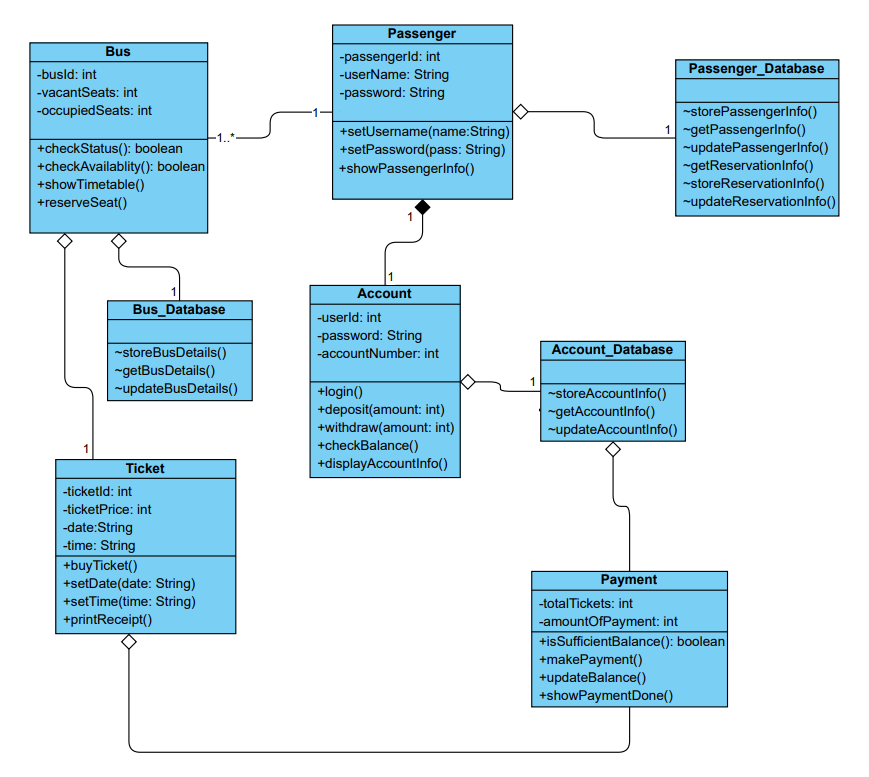 Bus
-busId: int
-vacantSeats: int
-occupiedSeats: int
+checkStatus(): boolean
+checkAvailablity(): boolean
+showTimetable()
+reserveSeat()
1..*
1
Passenger
-passengerId: int
-userName: String
-password: String
+setUsername(name:String)
+setPassword(pass: String)
+showPassengerInfo()
1
Passenger_Database
~storePassengerInfo()
~getPassengerInfo()
~updatePassengerInfo()
~getReservationInfo()
~storeReservationInfo()
~updateReservationInfo()
1
1
1
Bus_Database
~storeBusDetails()
~getBusDetails()
~updateBusDetails()
Account
-userId: int
-password: String
-accountNumber: int
+login()
+deposit(amount: int)
+withdraw(amount: int)
+checkBalance()
+displayAccountInfo()
1
Account_Database
~storeAccountInfo()
~getAccountInfo()
~updateAccountInfo()
1
Ticket
-ticketId: int
-ticketPrice: int
-date:String
-time: String
+buyTicket()
+setDate(date: String)
+setTime(time: String)
+printReceipt()
Payment
-totalTickets: int
-amountOfPayment: int
+isSufficientBalance(): boolean
+makePayment()
+updateBalance()
+showPaymentDone()